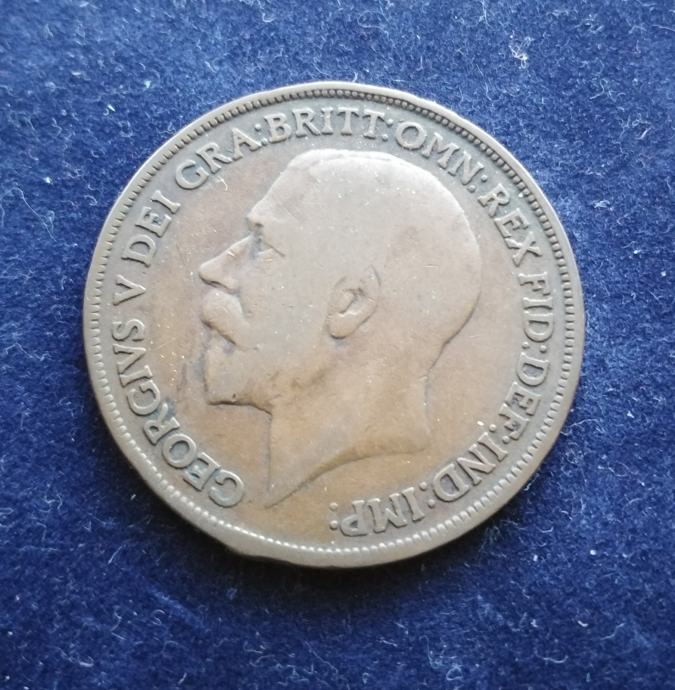 GEORGIVS V DEI GRA:BRITT:OMN:REX FID:DEF:IND:IMP: